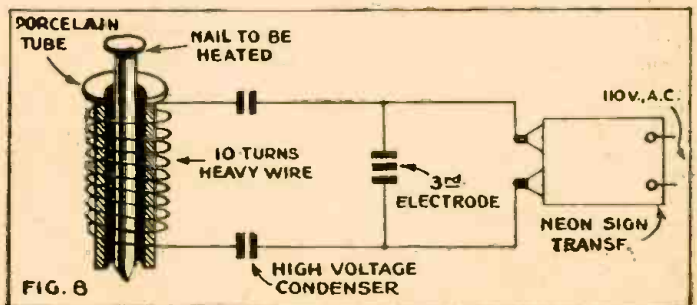 PORCELAIN
TUBE
NAIL TO BE
HEATED
110 V., A.C.
10 TURNS
HEAVY WIRE
3rd
ELECTRODE
NEON SIGN
TRANSF.
HIGH VOLTAGE
CONDENSER
FIG. 8